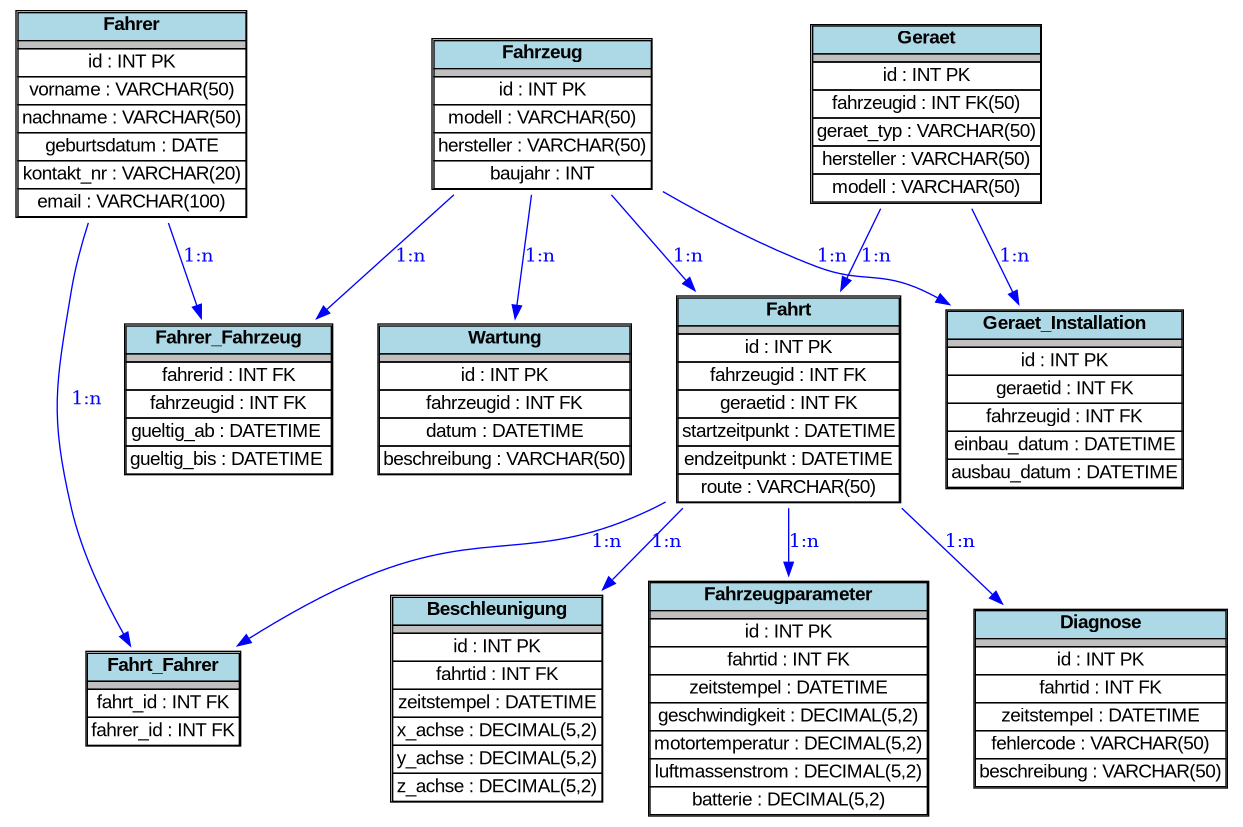 Fahrer
id : INT PK
vorname : VARCHAR(50)
nachname : VARCHAR(50)
geburtsdatum : DATE
kontakt_nr : VARCHAR(20)
email : VARCHAR(100)
Fahrzeug
id : INT PK
modell : VARCHAR(50)
hersteller : VARCHAR(50)
baujahr : INT
Geraet
id : INT PK
fahrzeugid : INT FK(50)
geraet_typ : VARCHAR(50)
hersteller : VARCHAR(50)
modell : VARCHAR(50)
1:n
1:n
1:n
1:n
1:n
1:n
1:n
Fahrer_Fahrzeug
fahrerid : INT FK
fahrzeugid : INT FK
gueltig_ab : DATETIME
gueltig_bis : DATETIME
Wartung
id : INT PK
fahrzeugid : INT FK
datum : DATETIME
beschreibung : VARCHAR(50)
Fahrt
id : INT PK
fahrzeugid : INT FK
geraetid : INT FK
startzeitpunkt : DATETIME
endzeitpunkt : DATETIME
route : VARCHAR(50)
Geraet_Installation
id : INT PK
geraetid : INT FK
fahrzeugid : INT FK
einbau_datum : DATETIME
ausbau_datum : DATETIME
1:n
1:n
1:n
1:n
1:n
Fahrt_Fahrer
fahrt_id : INT FK
fahrer_id : INT FK
Beschleunigung
id : INT PK
fahrtid : INT FK
zeitstempel : DATETIME
x_achse : DECIMAL(5,2)
y_achse : DECIMAL(5,2)
z_achse : DECIMAL(5,2)
Fahrzeugparameter
id : INT PK
fahrtid : INT FK
zeitstempel : DATETIME
geschwindigkeit : DECIMAL(5,2)
motortemperatur : DECIMAL(5,2)
luftmassenstrom : DECIMAL(5,2)
batterie : DECIMAL(5,2)
Diagnose
id : INT PK
fahrtid : INT FK
zeitstempel : DATETIME
fehlercode : VARCHAR(50)
beschreibung : VARCHAR(50)